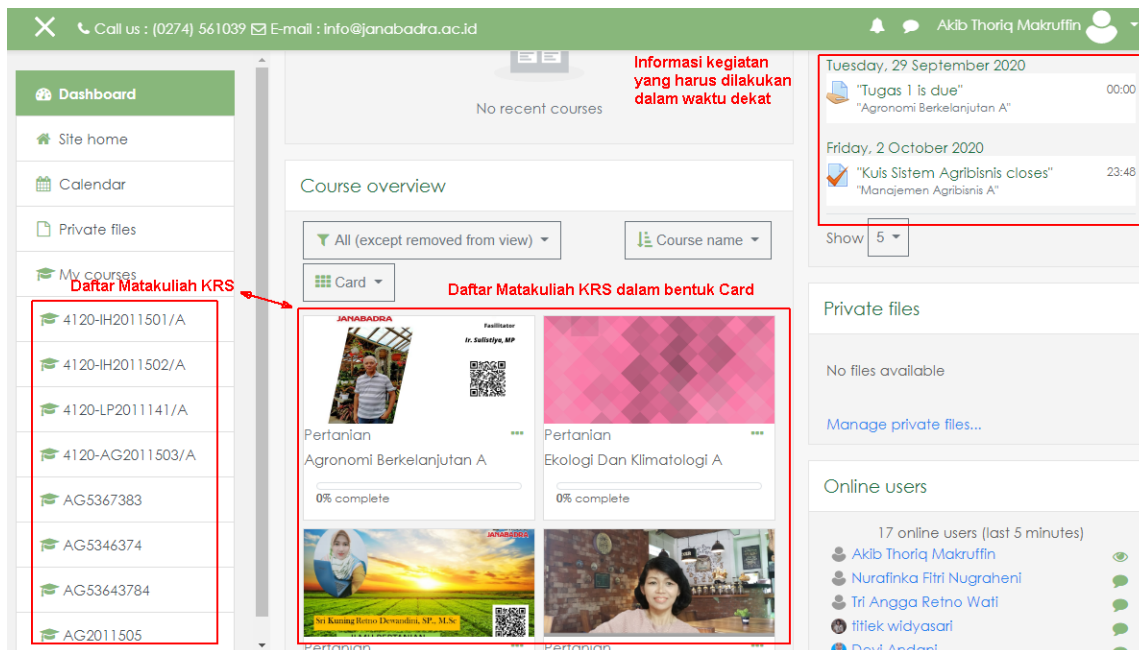 Call us : (0274) 561039 E-mail : info@janabadra.ac.id
Akib Thoriq Makruffin
Dashboard
Site home
Calendar
Private files
My courses
Daftar Matakuliah KRS
4120-IH2011501/A
4120-IH2011502/A
4120-LP2011141/A
4120-AG2011503/A
AG5367383
AG5346374
AG53643784
AG2011505
No recent courses
Informasi kegiatan
yang harus dilakukan
dalam waktu dekat
Course overview
All (except removed from view)
Course name
Card
Daftar Matakuliah KRS dalam bentuk Card
JANABADRA
Fasilitator
Ir. Sulistiya, MP
Pertanian
Agronomi Berkelanjutan A
0% complete
Pertanian
Ekologi Dan Klimatologi A
0% complete
JANABADRA
Sri Kuning Retno Dewandini, SP., M.Sc
ILMU PERTANIAN
Pertanian
Pertanian
Tuesday, 29 September 2020
"Tugas 1 is due" 00:00
"Agronomi Berkelanjutan A"
Friday, 2 October 2020
"Kuis Sistem Agribisnis closes" 23:48
"Manajemen Agribisnis A"
Show 5
Private files
No files available
Manage private files...
Online users
17 online users (last 5 minutes)
Akib Thoriq Makruffin
Nurafinka Fitri Nugraheni
Tri Angga Retno Wati
titiek widyasari
Devi Andani